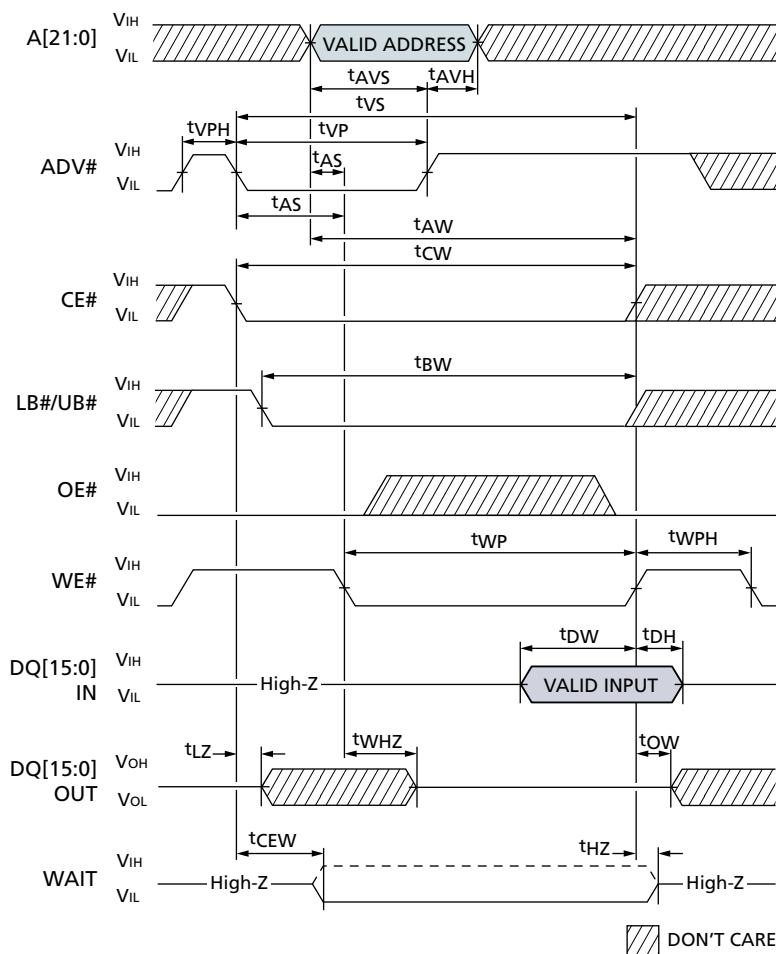 A[21:0] VIH VIL VALID ADDRESS
tAVS tAVH
tVS
tVPH tVP
ADV# VIH VIL tAS
tAS
tAW
tCW
CE# VIH VIL
tBW
LB#/UB# VIH VIL
OE# VIH VIL
tWP tWPH
WE# VIH VIL
tDW tDH
DQ[15:0] IN VIH VIL High-Z VALID INPUT
tLZ tWHZ tOW
DQ[15:0] OUT VOH VOL
tCEW tHZ
WAIT VIH VIL High-Z High-Z
DON'T CARE